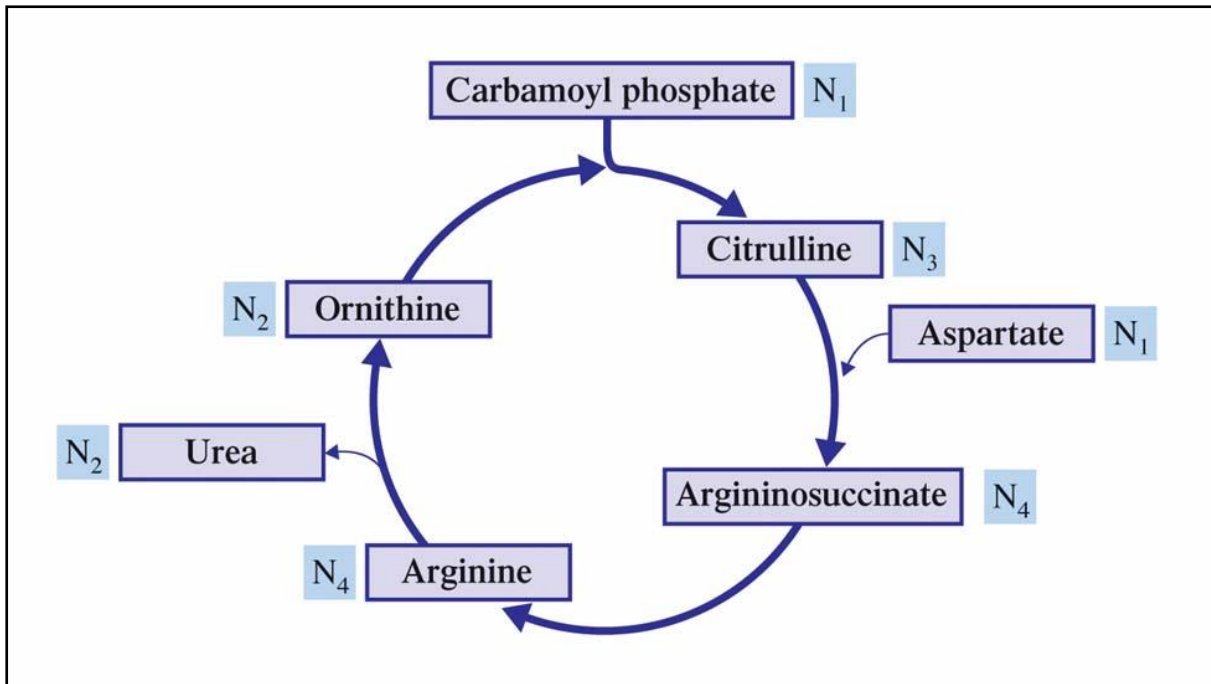 Carbamoyl phosphate N₁
Citrulline N₃
N₂ Ornithine
Aspartate N₁
N₂ Urea
Argininosuccinate N₄
N₄ Arginine